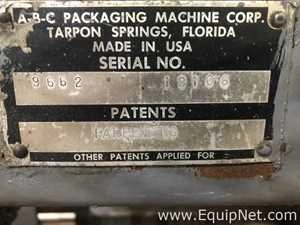 A-B-C PACKAGING MACHINE CORP.
TARPON SPRINGS, FLORIDA
MADE IN USA
SERIAL NO.
9662
PATENTS
OTHER PATENTS APPLIED FOR
www.EquipNet.com